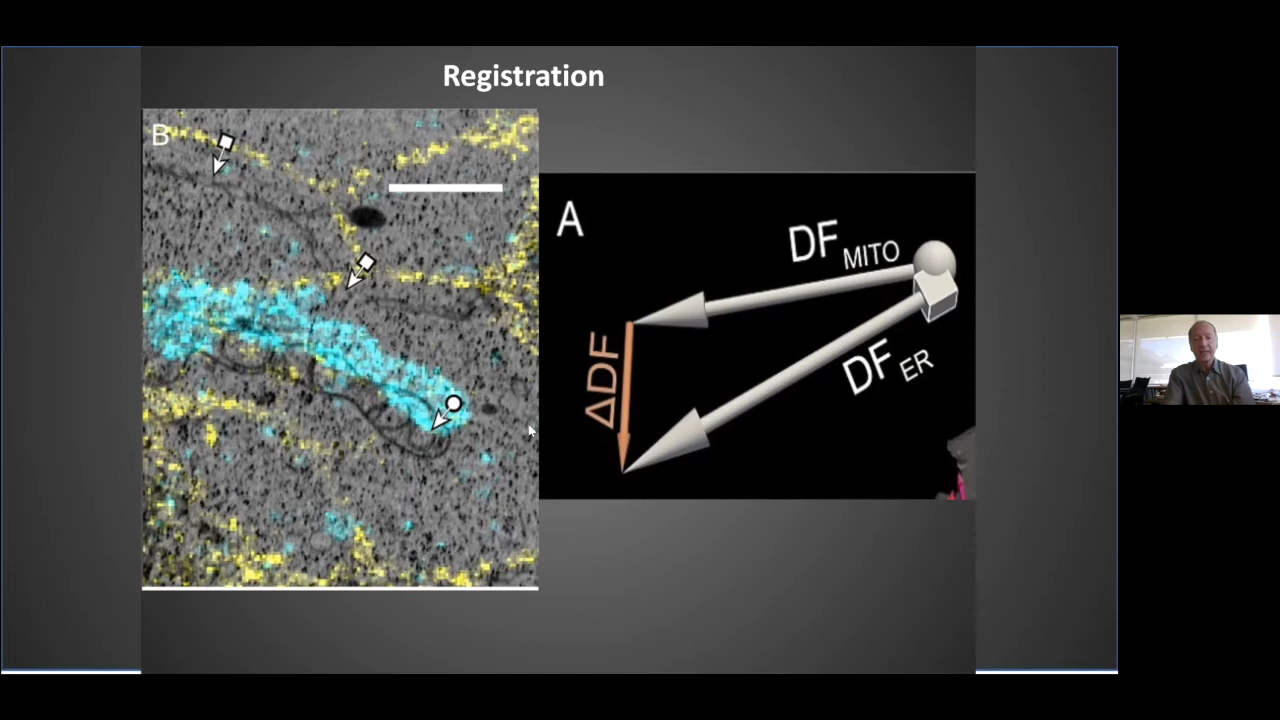 Registration
B
A
DF MITO
ΔDF
DF ER